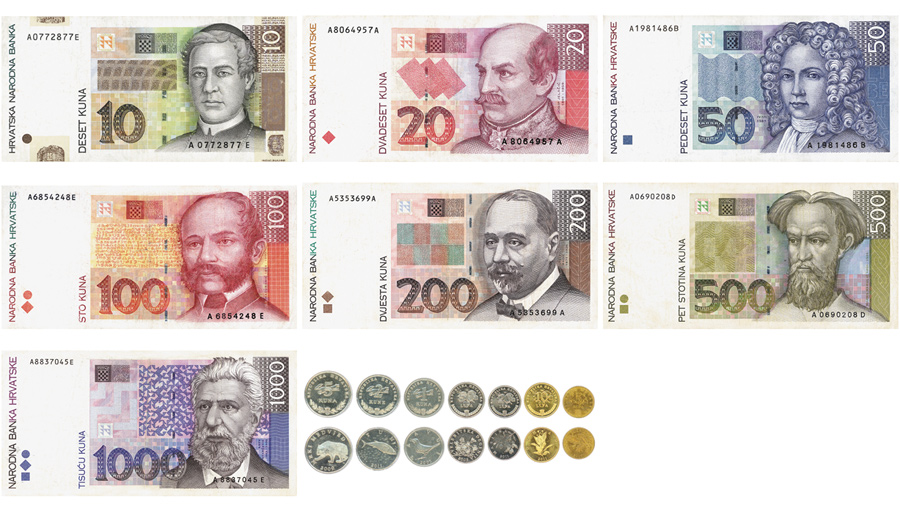 A0772877E
HRVATSKA NARODNA BANKA
DESET KUNA
10
10
A 0772877 E
A8064957A
NARODNA BANKA HRVATSKE
DVADESET KUNA
20
20
A 8064957 A
A1981486B
NARODNA BANKA HRVATSKE
PEDESET KUNA
50
50
A 1981486 B
A6854248E
NARODNA BANKA HRVATSKE
STO KUNA
100
100
A 6854248 E
A5353699A
NARODNA BANKA HRVATSKE
DVJESTA KUNA
200
200
A 5353699 A
A0690208D
NARODNA BANKA HRVATSKE
PET STOTINA KUNA
500
500
A 0690208 D
A8837045E
NARODNA BANKA HRVATSKE
TISUĆU KUNA
1000
1000
A 8837045 E
KUNA
KUNE
KUNA